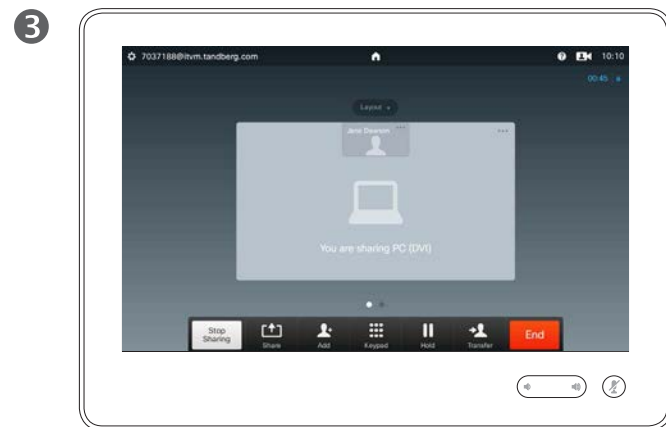 3
7037188@itvm.tandberg.com
10:10
00:45
Layout
Jane Dawson
You are sharing PC (DVI)
Stop
Sharing
Share
Add
Keypad
Hold
Transfer
End